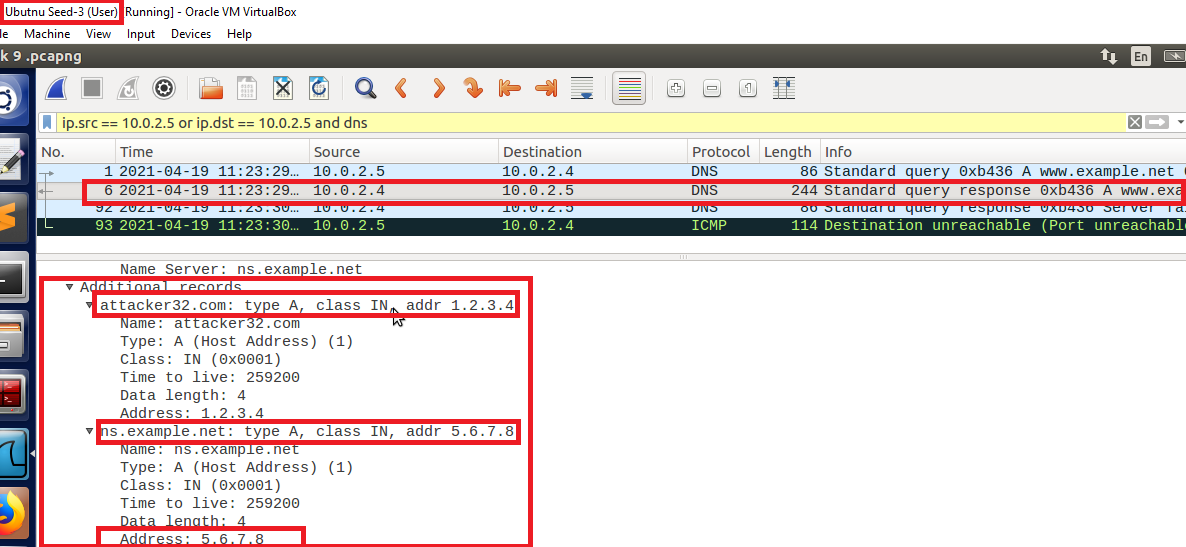 Ubutnu Seed-3 (User) [Running] - Oracle VM VirtualBox
le Machine View Input Devices Help
k 9 .pcapng En
ip.src == 10.0.2.5 or ip.dst == 10.0.2.5 and dns
No. Time Source Destination Protocol Length Info
1 2021-04-19 11:23:29… 10.0.2.5 10.0.2.4 DNS 86 Standard query 0xb436 A www.example.net
6 2021-04-19 11:23:29… 10.0.2.4 10.0.2.5 DNS 244 Standard query response 0xb436 A www.exa
92 2021-04-19 11:23:30… 10.0.2.4 10.0.2.5 DNS 86 Standard query response 0xb436 Server fai
93 2021-04-19 11:23:30… 10.0.2.5 10.0.2.4 ICMP 114 Destination unreachable (Port unreachable
Name Server: ns.example.net
Additional records
attacker32.com: type A, class IN, addr 1.2.3.4
Name: attacker32.com
Type: A (Host Address) (1)
Class: IN (0x0001)
Time to live: 259200
Data length: 4
Address: 1.2.3.4
ns.example.net: type A, class IN, addr 5.6.7.8
Name: ns.example.net
Type: A (Host Address) (1)
Class: IN (0x0001)
Time to live: 259200
Data length: 4
Address: 5.6.7.8